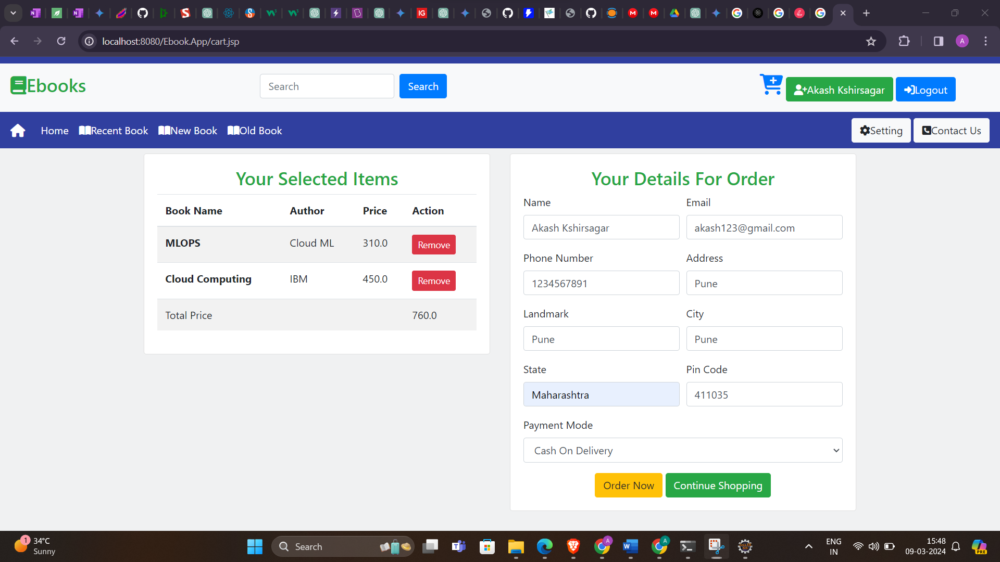 localhost:8080/Ebook.App/cart.jsp
A
Ebooks
Search
Search
Akash Kshirsagar
Logout
Home
Recent Book
New Book
Old Book
Setting
Contact Us
Your Selected Items
Book Name Author Price Action
MLOPS Cloud ML 310.0 Remove
Cloud Computing IBM 450.0 Remove
Total Price 760.0
Your Details For Order
Name Email
Akash Kshirsagar akash123@gmail.com
Phone Number Address
1234567891 Pune
Landmark City
Pune Pune
State Pin Code
Maharashtra 411035
Payment Mode
Cash On Delivery
Order Now Continue Shopping
1
34°C
Sunny
Search
ENG
IN
15:48
09-03-2024
PRE